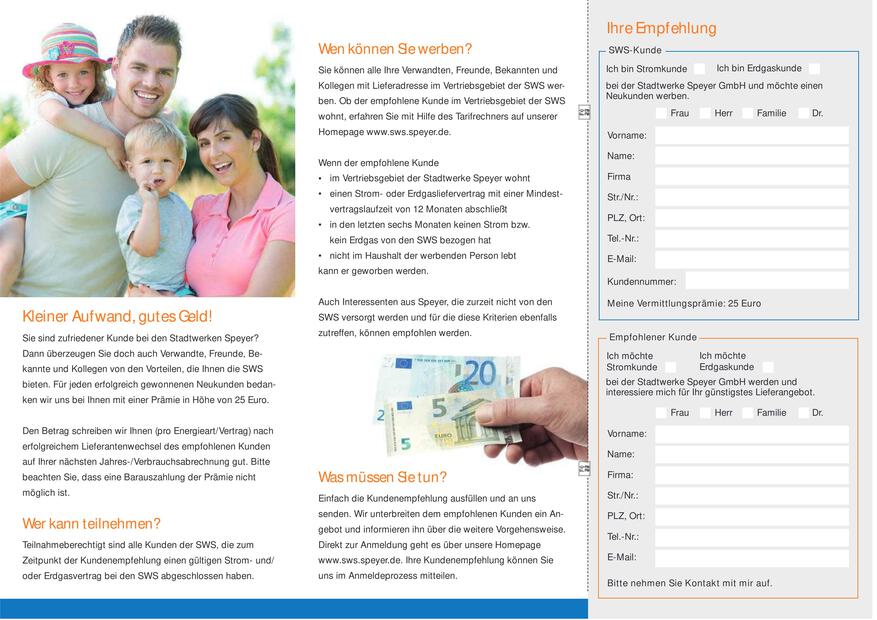 Kleiner Aufwand, gutes Geld!
Sie sind zufriedener Kunde bei den Stadtwerken Speyer?
Dann überzeugen Sie doch auch Verwandte, Freunde, Be-
kannte und Kollegen von den Vorteilen, die Ihnen die SWS
bieten. Für jeden erfolgreich gewonnenen Neukunden bedan-
ken wir uns bei Ihnen mit einer Prämie in Höhe von 25 Euro.
Den Betrag schreiben wir Ihnen (pro Energieart/Vertrag) nach
erfolgreichem Lieferantenwechsel des empfohlenen Kunden
auf Ihrer nächsten Jahres-/Verbrauchsabrechnung gut. Bitte
beachten Sie, dass eine Barauszahlung der Prämie nicht
möglich ist.
Wer kann teilnehmen?
Teilnahmeberechtigt sind alle Kunden der SWS, die zum
Zeitpunkt der Kundenempfehlung einen gültigen Strom- und/
oder Erdgasvertrag bei den SWS abgeschlossen haben.
Wen können Sie werben?
Sie können alle Ihre Verwandten, Freunde, Bekannten und
Kollegen mit Lieferadresse im Vertriebsgebiet der SWS wer-
ben. Ob der empfohlene Kunde im Vertriebsgebiet der SWS
wohnt, erfahren Sie mit Hilfe des Tarifrechners auf unserer
Homepage www.sws.speyer.de.
Wenn der empfohlene Kunde
• im Vertriebsgebiet der Stadtwerke Speyer wohnt
• einen Strom- oder Erdgasliefervertrag mit einer Mindest-
vertragslaufzeit von 12 Monaten abschließt
• in den letzten sechs Monaten keinen Strom bzw.
kein Erdgas von den SWS bezogen hat
• nicht im Haushalt der werbenden Person lebt
kann er geworben werden.
Auch Interessenten aus Speyer, die zurzeit nicht von den
SWS versorgt werden und für die diese Kriterien ebenfalls
zutreffen, können empfohlen werden.
20
2
5
EURO
Was müssen Sie tun?
Einfach die Kundenempfehlung ausfüllen und an uns
senden. Wir unterbreiten dem empfohlenen Kunden ein An-
gebot und informieren ihn über die weitere Vorgehensweise.
Direkt zur Anmeldung geht es über unsere Homepage
www.sws.speyer.de. Ihre Kundenempfehlung können Sie
uns im Anmeldeprozess mitteilen.
Ihre Empfehlung
SWS-Kunde
Ich bin Stromkunde Ich bin Erdgaskunde
bei der Stadtwerke Speyer GmbH und möchte einen
Neukunden werben.
Frau Herr Familie Dr.
Vorname:
Name:
Firma
Str./Nr.:
PLZ, Ort:
Tel.-Nr.:
E-Mail:
Kundennummer:
Meine Vermittlungsprämie: 25 Euro
Empfohlener Kunde
Ich möchte Ich möchte
Stromkunde Erdgaskunde
bei der Stadtwerke Speyer GmbH werden und
interessiere mich für Ihr günstigstes Lieferangebot.
Frau Herr Familie Dr.
Vorname:
Name:
Firma:
Str./Nr.:
PLZ, Ort:
Tel.-Nr.:
E-Mail:
Bitte nehmen Sie Kontakt mit mir auf.